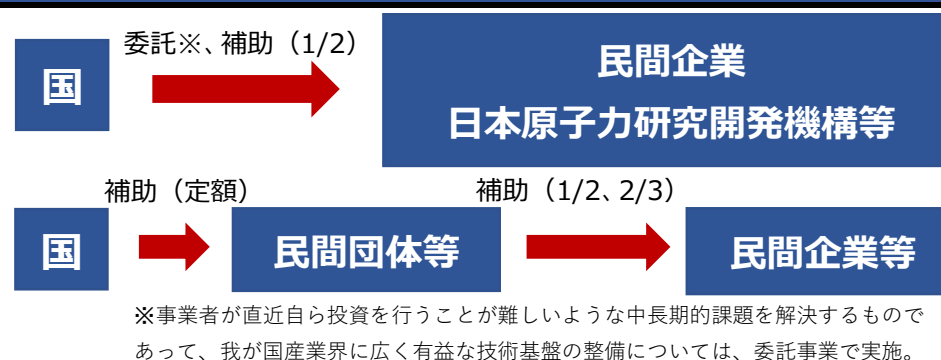 委託※、補助（1/2）
国
民間企業
日本原子力研究開発機構等
補助（定額）
補助（1/2、2/3）
国
民間団体等
民間企業等
※事業者が直近自ら投資を行うことが難しいような中長期的課題を解決するもので
あって、我が国産業界に広く有益な技術基盤の整備については、委託事業で実施。